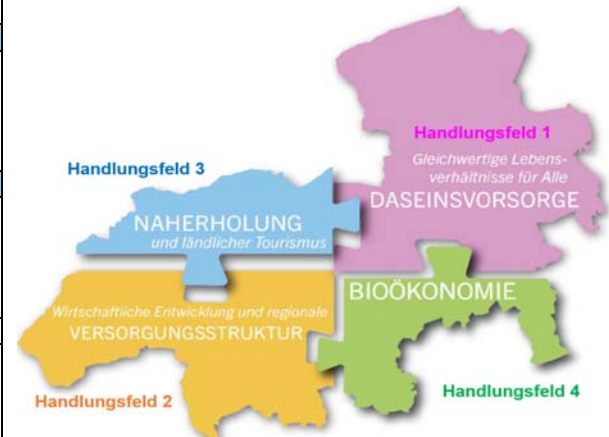 Handlungsfeld 1
Gleichwertige Lebens-
verhältnisse für Alle
DASEINSVORSORGE
Handlungsfeld 3
NAHERHOLUNG
und ländlicher Tourismus
BIOÖKONOMIE
Wirtschaftliche Entwicklung und regionale
VERSORGUNGSSTRUKTUR
Handlungsfeld 4
Handlungsfeld 2